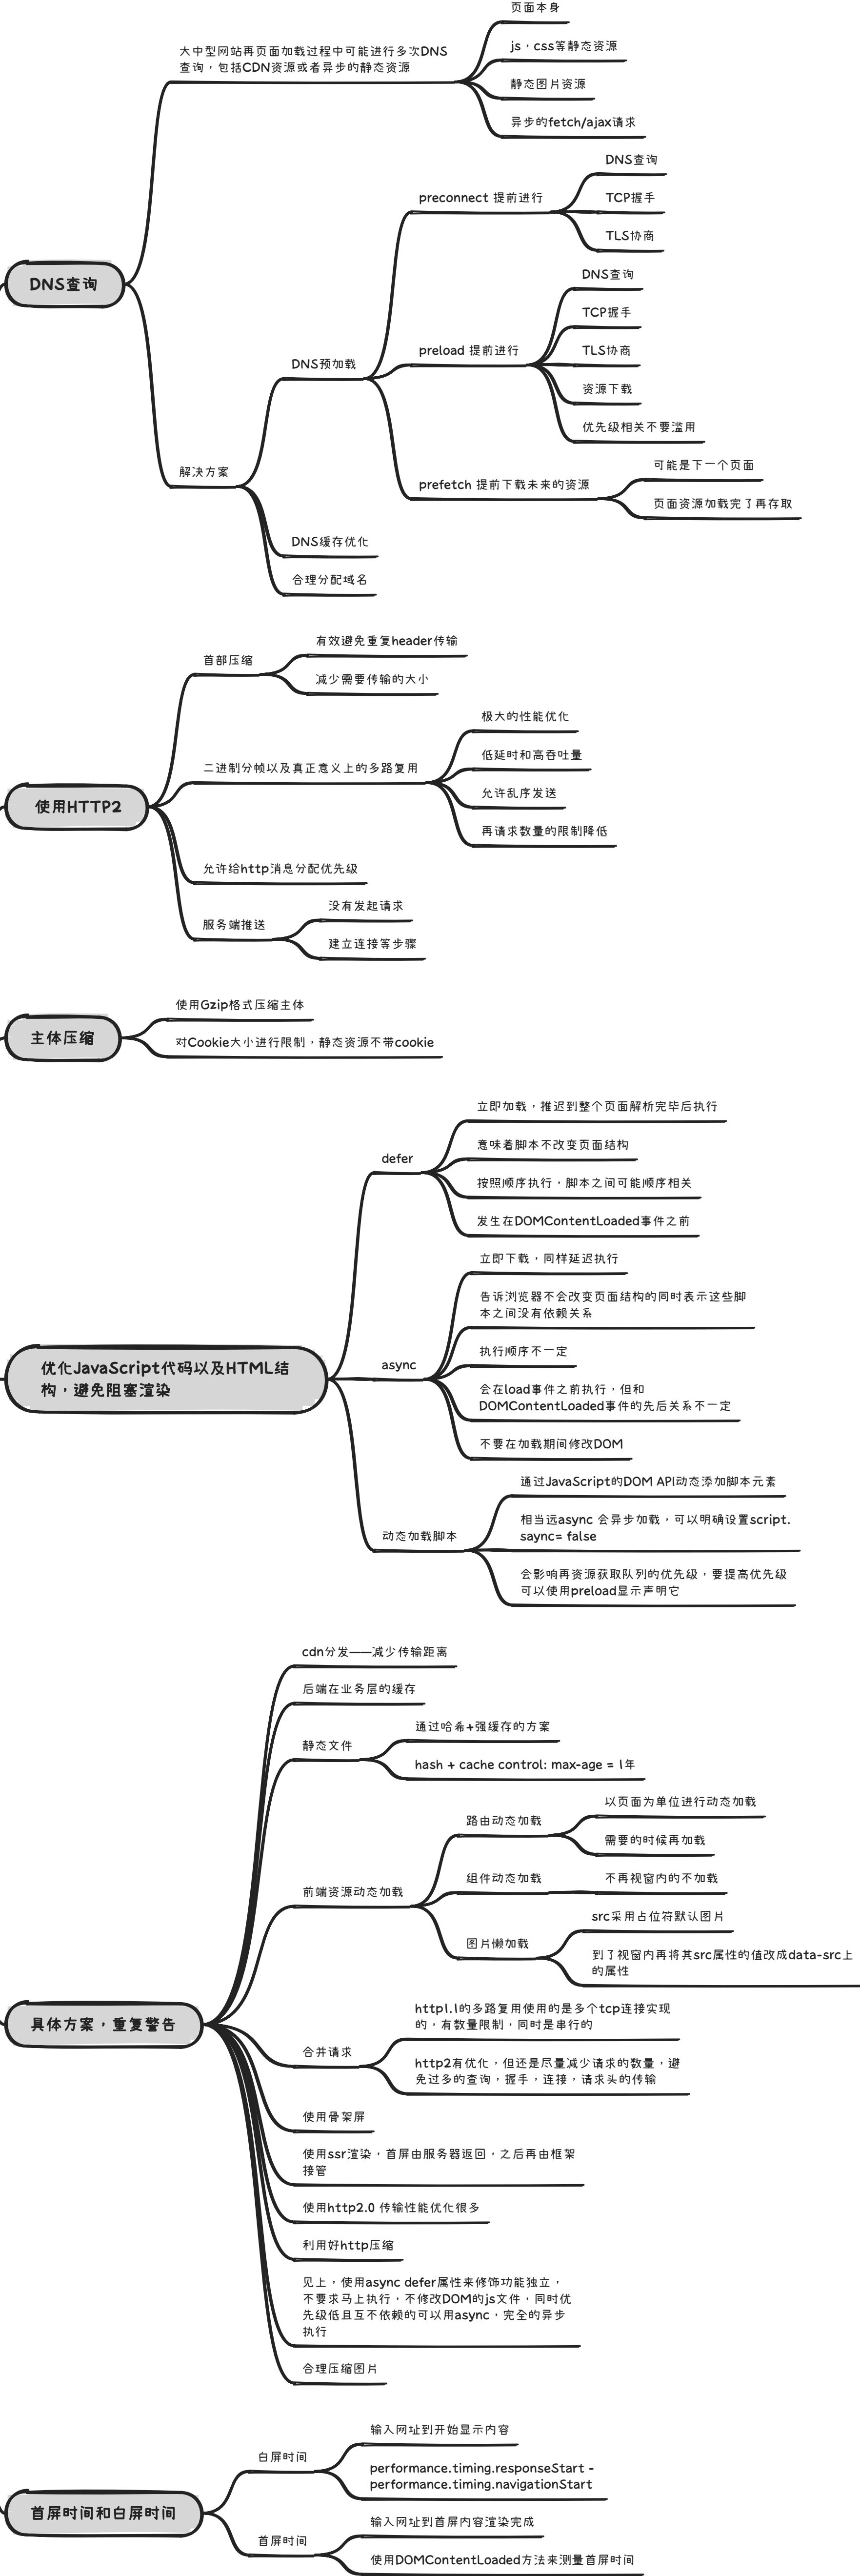 页面本身
大中型网站再页面加载过程中可能进行多次DNS
查询，包括CDN资源或者异步的静态资源
js，css等静态资源
静态图片资源
异步的fetch/ajax请求
DNS查询
preconnect 提前进行
DNS查询
TCP握手
TLS协商
解决方案
DNS预加载
preload 提前进行
DNS查询
TCP握手
TLS协商
资源下载
优先级相关不要滥用
prefetch 提前下载未来的资源
可能是下一个页面
页面资源加载完了再存取
DNS缓存优化
合理分配域名
使用HTTP2
首部压缩
有效避免重复header传输
减少需要传输的大小
二进制分帧以及真正意义上的多路复用
极大的性能优化
低延时和高吞吐量
允许乱序发送
再请求数量的限制降低
允许给http消息分配优先级
服务端推送
没有发起请求
建立连接等步骤
主体压缩
使用Gzip格式压缩主体
对Cookie大小进行限制，静态资源不带cookie
优化JavaScript代码以及HTML结
构，避免阻塞渲染
defer
立即加载，推迟到整个页面解析完毕后执行
意味着脚本不改变页面结构
按照顺序执行，脚本之间可能顺序相关
发生在DOMContentLoaded事件之前
async
立即下载，同样延迟执行
告诉浏览器不会改变页面结构的同时表示这些脚
本之间没有依赖关系
执行顺序不一定
会在load事件之前执行，但和
DOMContentLoaded事件的先后关系不一定
不要在加载期间修改DOM
动态加载脚本
通过JavaScript的DOM API动态添加脚本元素
相当远async 会异步加载，可以明确设置script.
saync= false
会影响再资源获取队列的优先级，要提高优先级
可以使用preload显示声明它
具体方案，重复警告
cdn分发——减少传输距离
后端在业务层的缓存
静态文件
通过哈希+强缓存的方案
hash + cache control: max-age = 1年
前端资源动态加载
路由动态加载
以页面为单位进行动态加载
需要的时候再加载
组件动态加载
不再视窗内的不加载
图片懒加载
src采用占位符默认图片
到了视窗内再将其src属性的值改成data-src上
的属性
合并请求
http1.1的多路复用使用的是多个tcp连接实现
的，有数量限制，同时是串行的
http2有优化，但还是尽量减少请求的数量，避
免过多的查询，握手，连接，请求头的传输
使用骨架屏
使用ssr渲染，首屏由服务器返回，之后再由框架
接管
使用http2.0 传输性能优化很多
利用好http压缩
见上，使用async defer属性来修饰功能独立，
不要求马上执行，不修改DOM的js文件，同时优
先级低且互不依赖的可以用async，完全的异步
执行
合理压缩图片
首屏时间和白屏时间
白屏时间
输入网址到开始显示内容
performance.timing.responseStart -
performance.timing.navigationStart
首屏时间
输入网址到首屏内容渲染完成
使用DOMContentLoaded方法来测量首屏时间